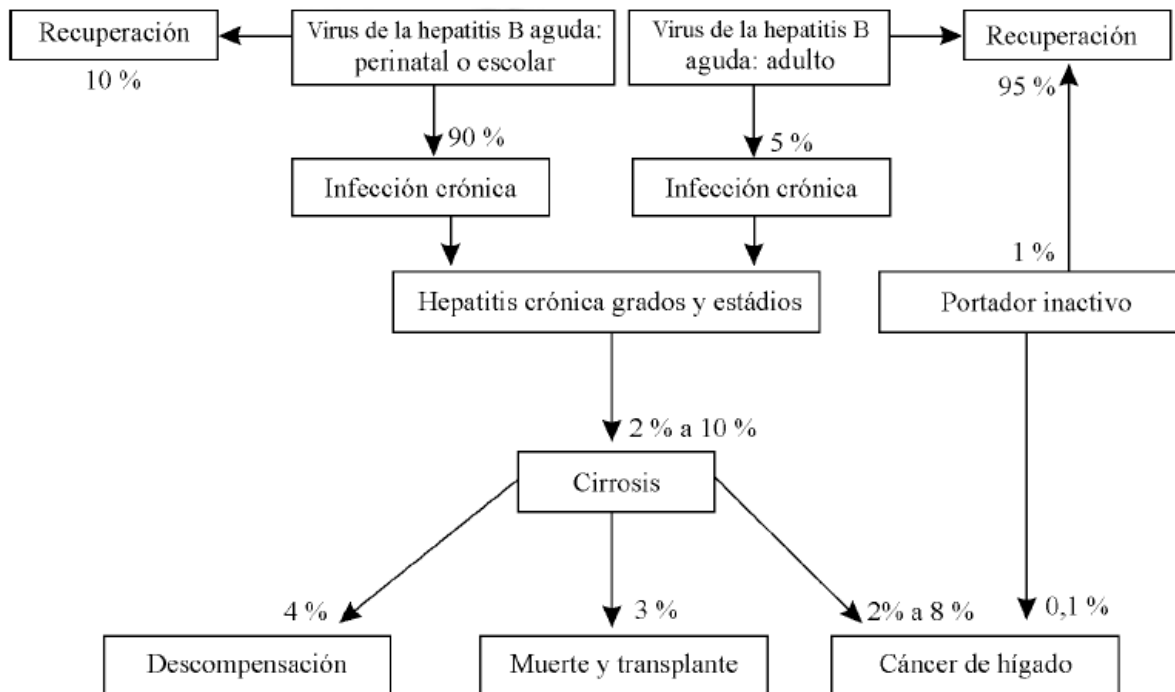 Recuperación
10 %
Virus de la hepatitis B aguda:
perinatal o escolar
Virus de la hepatitis B
aguda: adulto
Recuperación
95 %
90 %
5 %
Infección crónica
Infección crónica
1 %
Hepatitis crónica grados y estádios
Portador inactivo
2 % a 10 %
Cirrosis
4 %
3 %
2% a 8 %
0,1 %
Descompensación
Muerte y transplante
Cáncer de hígado